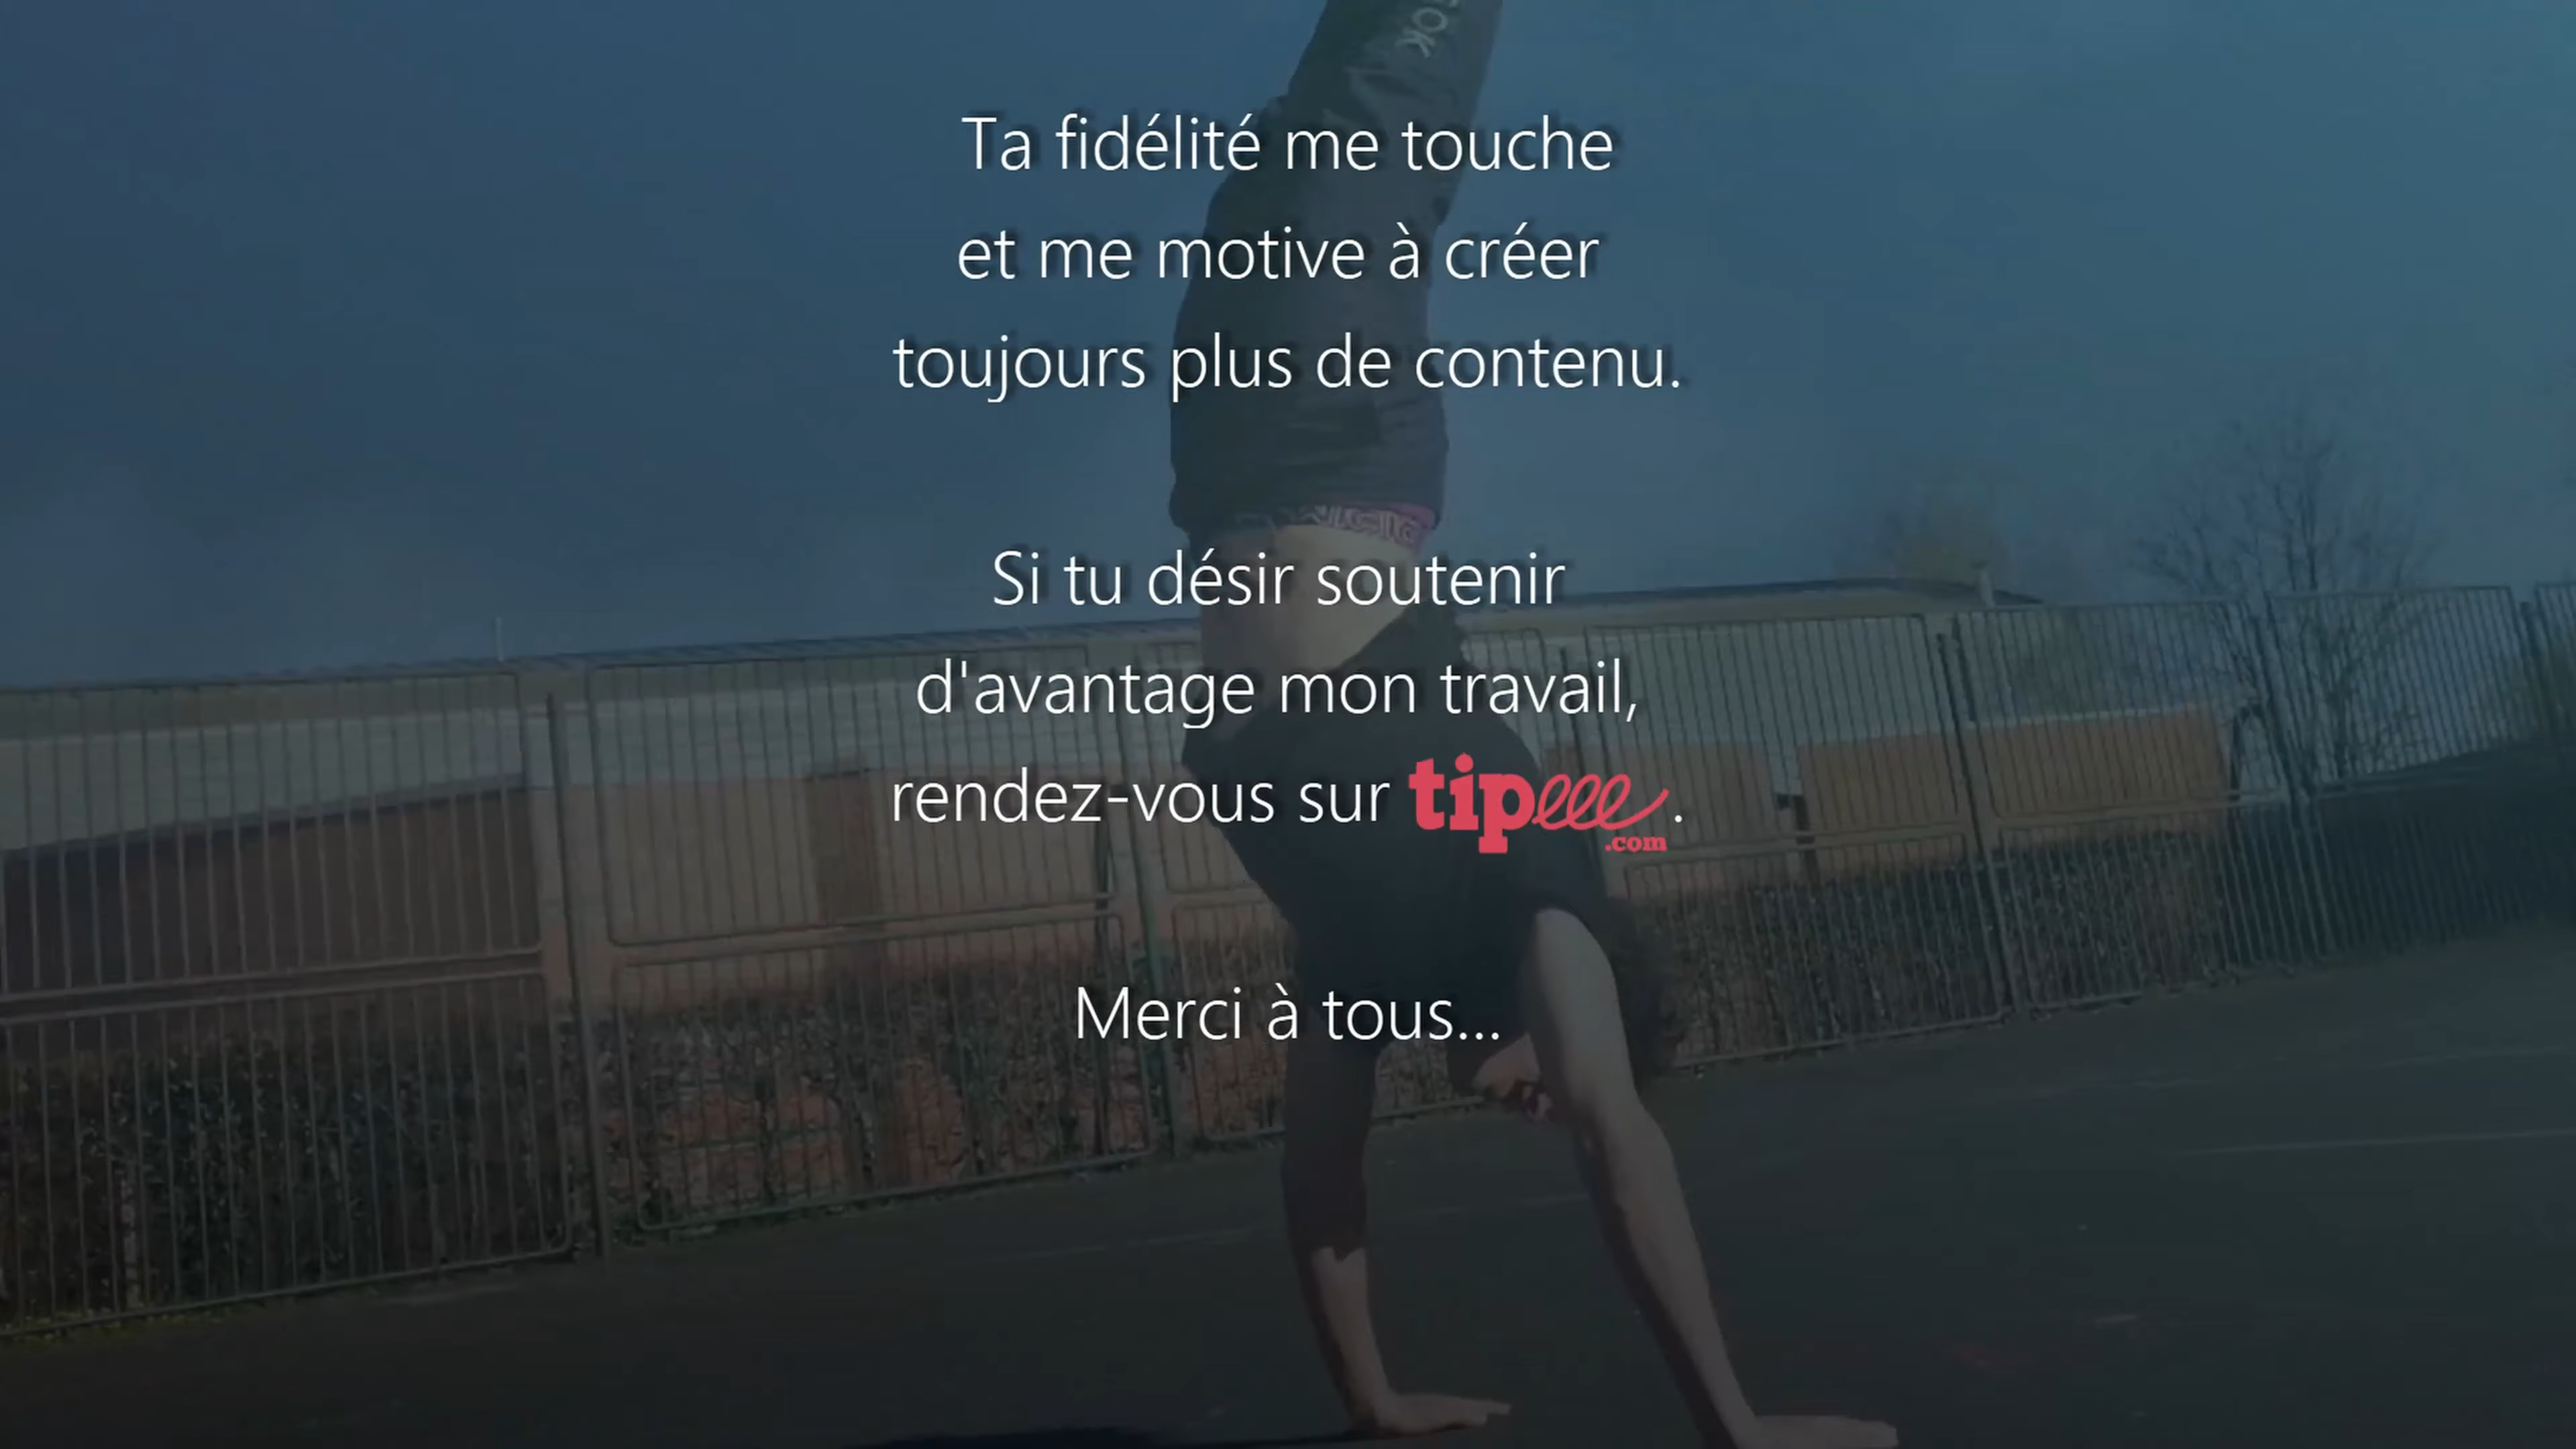 Ta fidélité me touche
et me motive à créer
toujours plus de contenu.
Si tu désir soutenir
d'avantage mon travail,
rendez-vous sur tipeee.com.
Merci à tous...